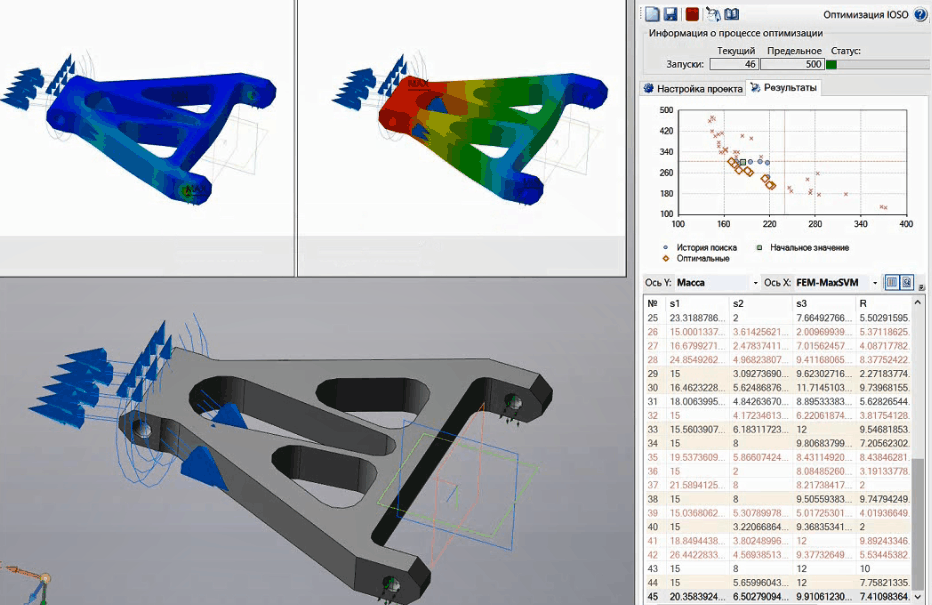 MAX
MAX
Оптимизация IOSO
Информация о процессе оптимизации
Текущий Предельное Статус:
Запуски: 46 500
Настройка проекта Результаты
500
420
340
260
180
100
100 160 220 280 340 400
История поиска Начальное значение
Оптимальные
Ось Y: Масса Ось X: FEM-MaxSVM
№ s1 s2 s3 R
25 23.3188786... 2 7.66492766... 5.50291595.
26 15.0001337... 3.61425621... 2.00969939... 5.37118625.
27 16.6799271... 2.47837411... 7.01562457... 4.08717782.
28 24.8549262... 4.96823807... 9.41168065... 8.37752422.
29 15 3.09273690... 9.62302716... 2.27183774.
30 16.4623228... 5.62486876... 11.7145103... 9.73968155.
31 18.0063995... 4.84263670... 8.89533383... 5.62826544.
32 15 4.17234613... 6.22061874... 3.81754128.
33 15.5603907... 6.18311723... 12 9.54681853.
34 15 8 9.80683799... 7.20562302.
35 19.5373609... 5.86607424... 8.43114920... 8.43846281.
36 15 2 8.08485260... 3.19133778.
37 21.5894125... 8 8.21738417... 2
38 15 8 9.50559383... 9.74794249.
39 15.0368062... 5.30789978... 5.01725301... 4.01936649.
40 15 3.22066864... 9.36835341... 2
41 18.8494438... 3.80248996... 12 9.89243346.
42 26.4422833... 4.56938513... 9.37732649... 5.53445382.
43 15 8 12 10
44 15 5.65996043... 12 7.75821335.
45 20.3583924... 6.50279094... 9.91061230... 7.41098364.